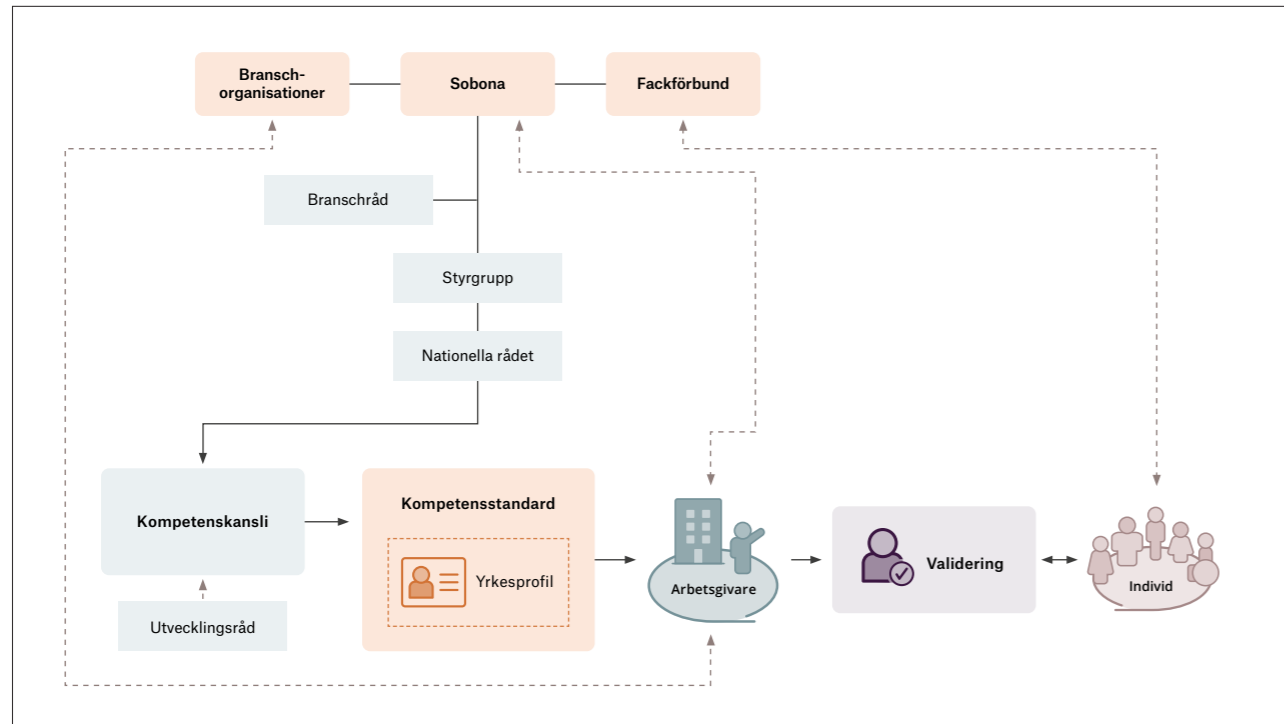 Bransch-
organisationer
Sobona
Fackförbund
Branschråd
Styrgrupp
Nationella rådet
Kompetenskansli
Kompetensstandard
Yrkesprofil
Arbetsgivare
Validering
Individ
Utvecklingsråd